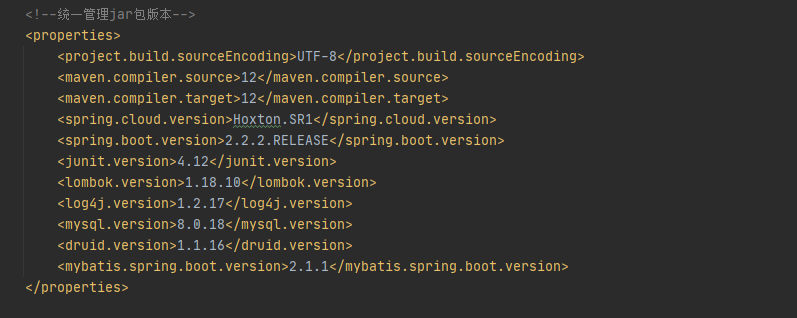 <!--统一管理jar包版本-->
<properties>
<project.build.sourceEncoding>UTF-8</project.build.sourceEncoding>
<maven.compiler.source>12</maven.compiler.source>
<maven.compiler.target>12</maven.compiler.target>
<spring.cloud.version>Hoxton.SR1</spring.cloud.version>
<spring.boot.version>2.2.2.RELEASE</spring.boot.version>
<junit.version>4.12</junit.version>
<lombok.version>1.18.10</lombok.version>
<log4j.version>1.2.17</log4j.version>
<mysql.version>8.0.18</mysql.version>
<druid.version>1.1.16</druid.version>
<mybatis.spring.boot.version>2.1.1</mybatis.spring.boot.version>
</properties>